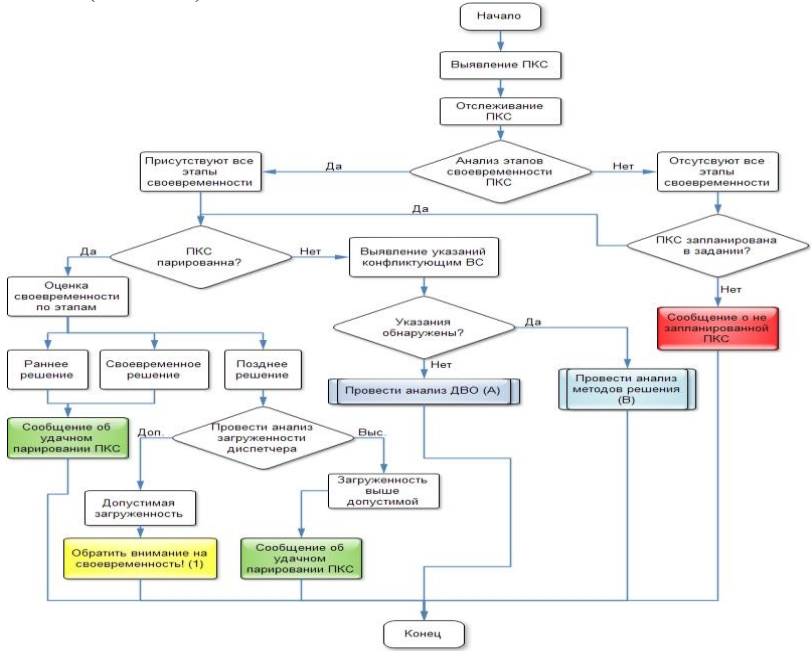 Начало
Выявление ПКС
Отслеживание
ПКС
Присутствуют все
этапы
своевременности
Да
Анализ этапов
своевременности
ПКС
Нет
Отсутсвуют все
этапы
своевременности
Да
ПКС запланирована
в задании?
Да
ПКС
парированна?
Нет
Выявление указаний
конфликтующим ВС
Нет
Оценка
своевременности
по этапам
Сообщение о не
запланированной
ПКС
Указания
обнаружены?
Да
Нет
Раннее
решение
Своевременное
решение
Позднее
решение
Провести анализ ДВО (А)
Провести анализ
методов решения
(В)
Сообщение об
удачном
парировании ПКС
Доп.
Провести анализ
загруженности
диспетчера
Выс.
Допустимая
загруженность
Загруженность
выше
допустимой
Обратить внимание на
своевременность! (1)
Сообщение об
удачном
парировании ПКС
Конец